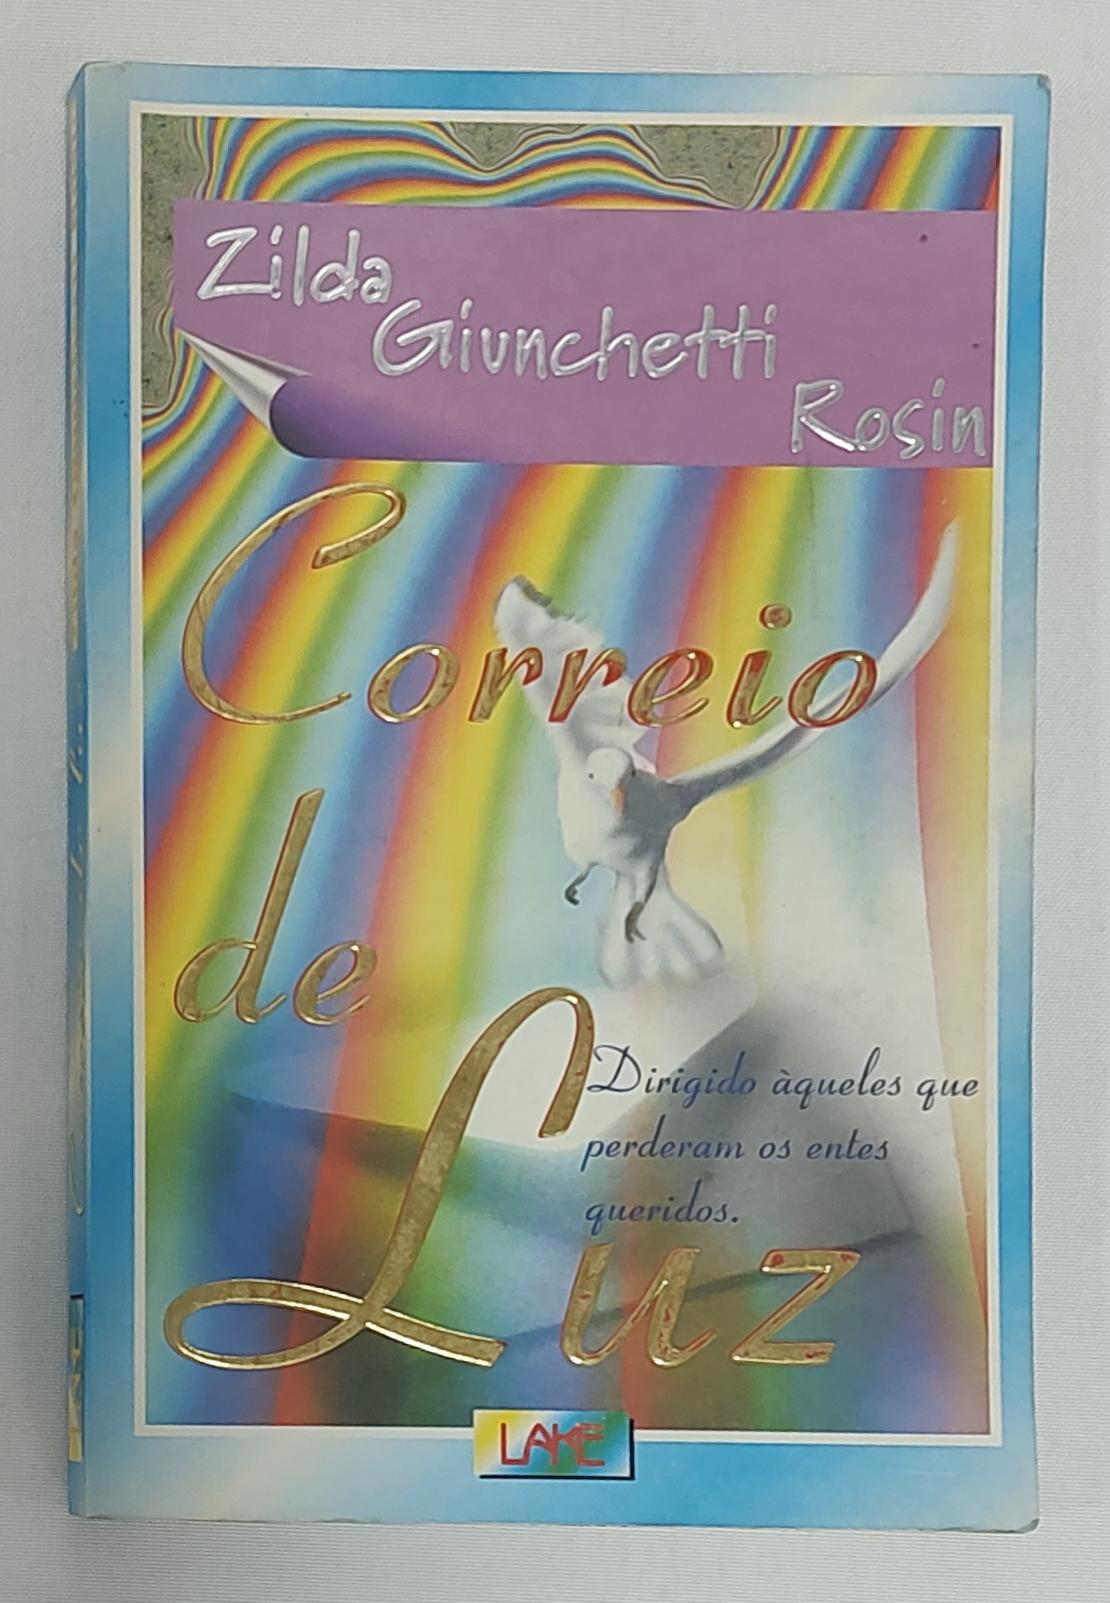 Zilda
Giunchetti
Rosin
Correio
de
Dirigido àqueles que
perderam os entes
queridos.
Luz
LAKE